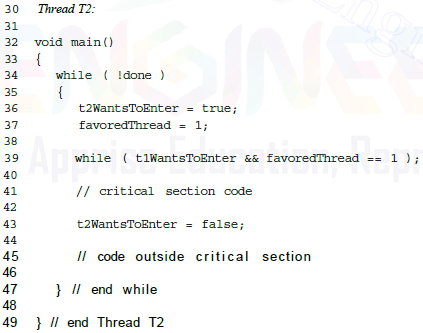 30 Thread T2:
31
32 void main()
33 {
34 while ( !done )
35 {
36 t2WantsToEnter = true;
37 favoredThread = 1;
38
39 while ( t1WantsToEnter && favoredThread == 1 );
40
41 // critical section code
42
43 t2WantsToEnter = false;
44
45 // code outside critical section
46
47 } // end while
48
49 } // end Thread T2